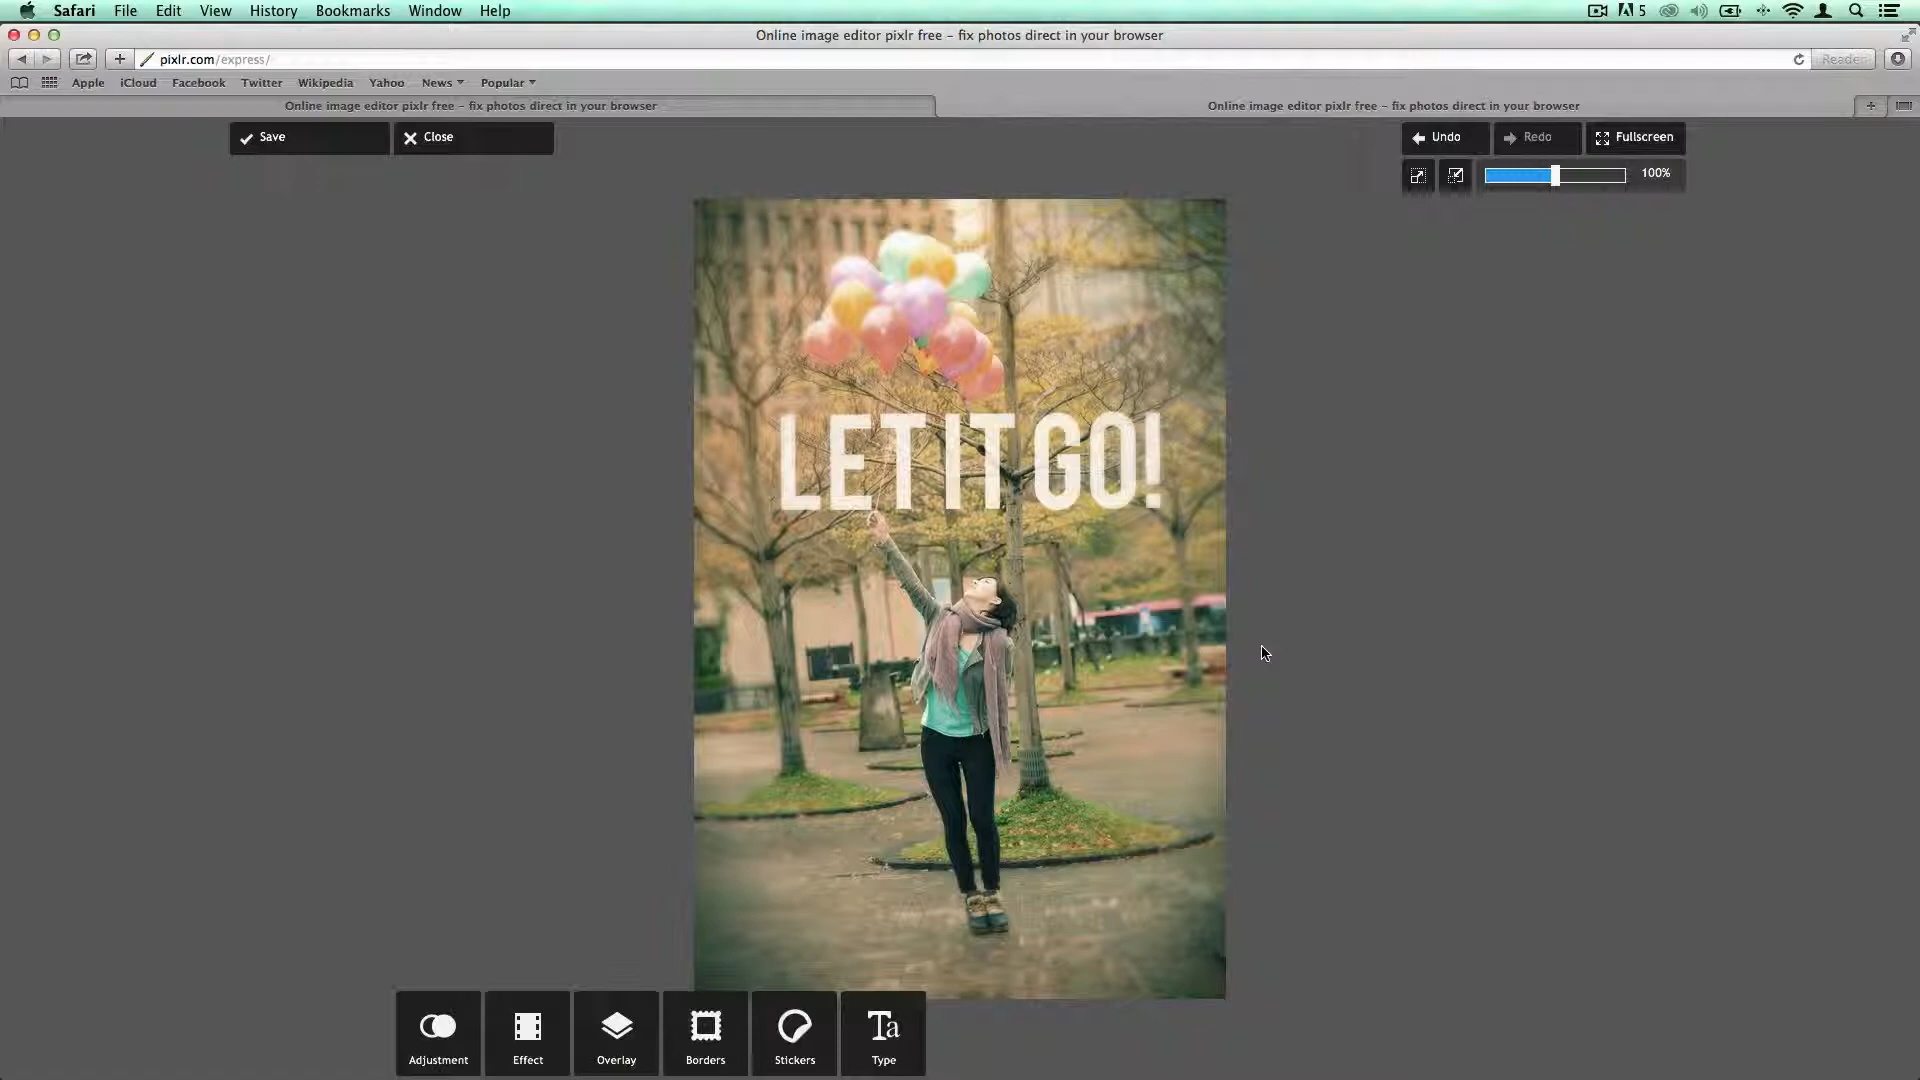 Safari File Edit View History Bookmarks Window Help 5
Online image editor pixlr free – fix photos direct in your browser
pixlr.com/express/ Reader
Apple iCloud Facebook Twitter Wikipedia Yahoo News Popular
Online image editor pixlr free – fix photos direct in your browser Online image editor pixlr free – fix photos direct in your browser
Save Close Undo Redo Fullscreen
100%
LET IT GO!
Ta
Adjustment Effect Overlay Borders Stickers Type